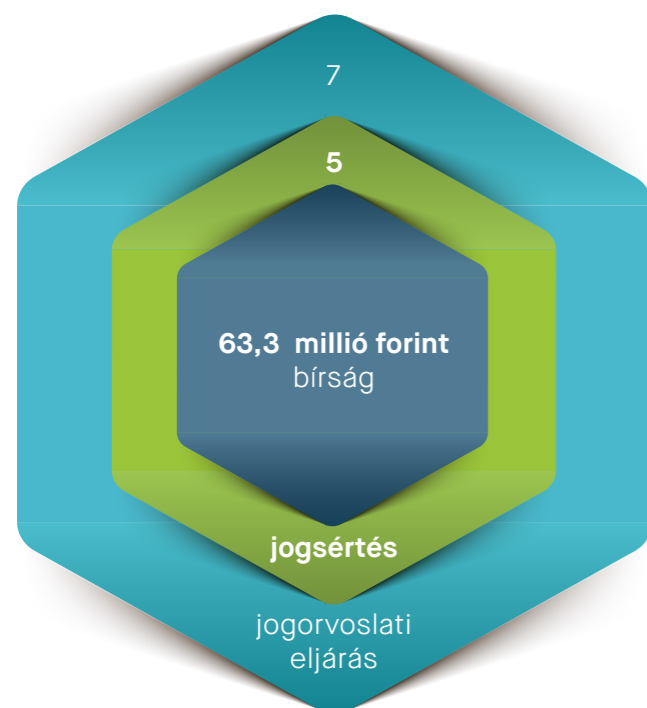 7
5
63,3 millió forint
bírság
jogsértés
jogorvoslati
eljárás